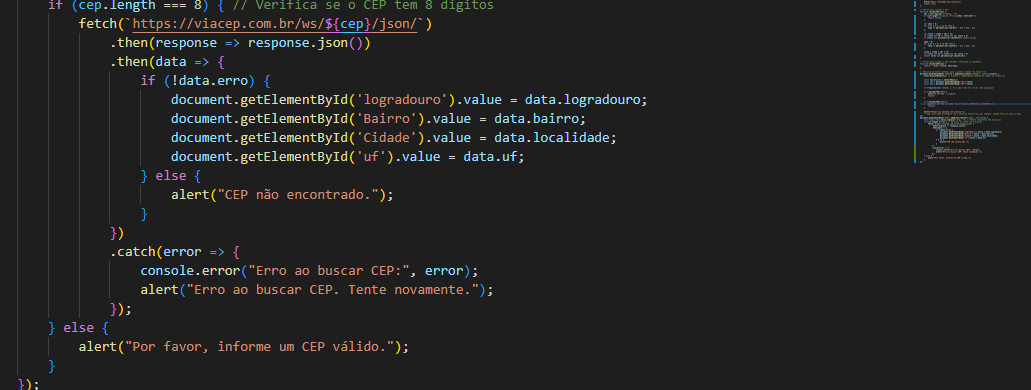 if (cep.length === 8) { // Verifica se o CEP tem 8 dígitos
fetch(`https://viacep.com.br/ws/${cep}/json/`)
.then(response => response.json())
.then(data => {
if (!data.erro) {
document.getElementById('logradouro').value = data.logradouro;
document.getElementById('Bairro').value = data.bairro;
document.getElementById('Cidade').value = data.localidade;
document.getElementById('uf').value = data.uf;
} else {
alert("CEP não encontrado.");
}
})
.catch(error => {
console.error("Erro ao buscar CEP:", error);
alert("Erro ao buscar CEP. Tente novamente.");
});
} else {
alert("Por favor, informe um CEP válido.");
}
});